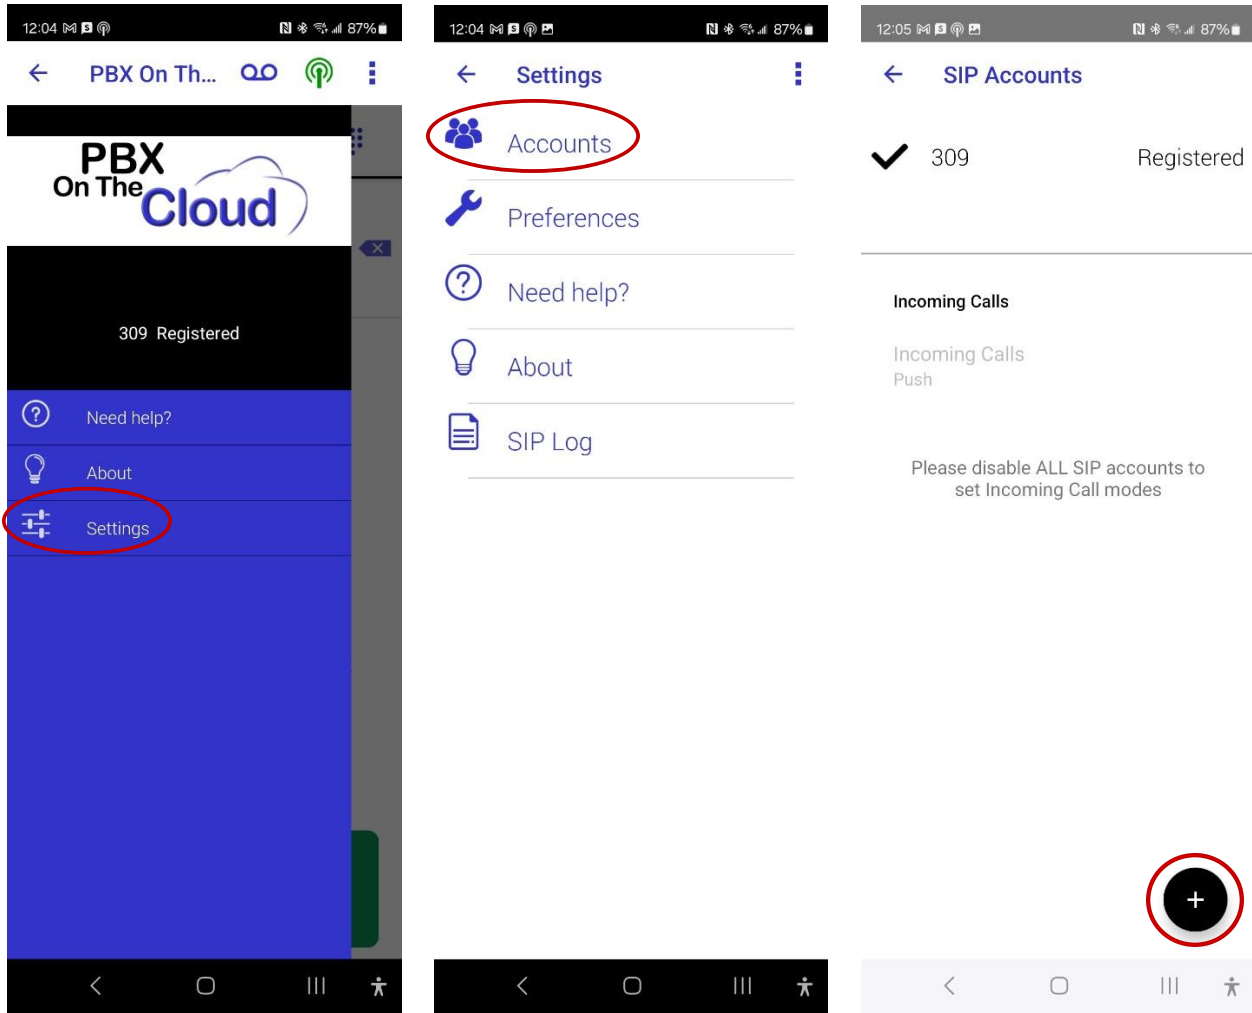 12:04
87%
PBX On Th...
PBX
On The
Cloud
309 Registered
Need help?
About
Settings
12:04
87%
Settings
Accounts
Preferences
Need help?
About
SIP Log
12:05
87%
SIP Accounts
309 Registered
Incoming Calls
Incoming Calls
Push
Please disable ALL SIP accounts to
set Incoming Call modes
+